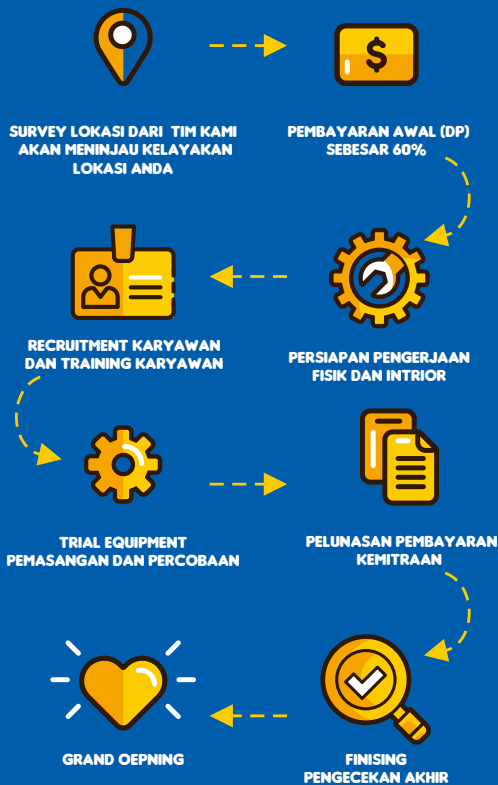 $
SURVEY LOKASI DARI TIM KAMI
AKAN MENINJAU KELAYAKAN
LOKASI ANDA
PEMBAYARAN AWAL (DP)
SEBESAR 60%
PERSIAPAN PENGERJAAN
FISIK DAN INTRIOR
RECRUITMENT KARYAWAN
DAN TRAINING KARYAWAN
TRIAL EQUIPMENT
PEMASANGAN DAN PERCOBAAN
PELUNASAN PEMBAYARAN
KEMITRAAN
FINISING
PENGECEKAN AKHIR
GRAND OEPNING